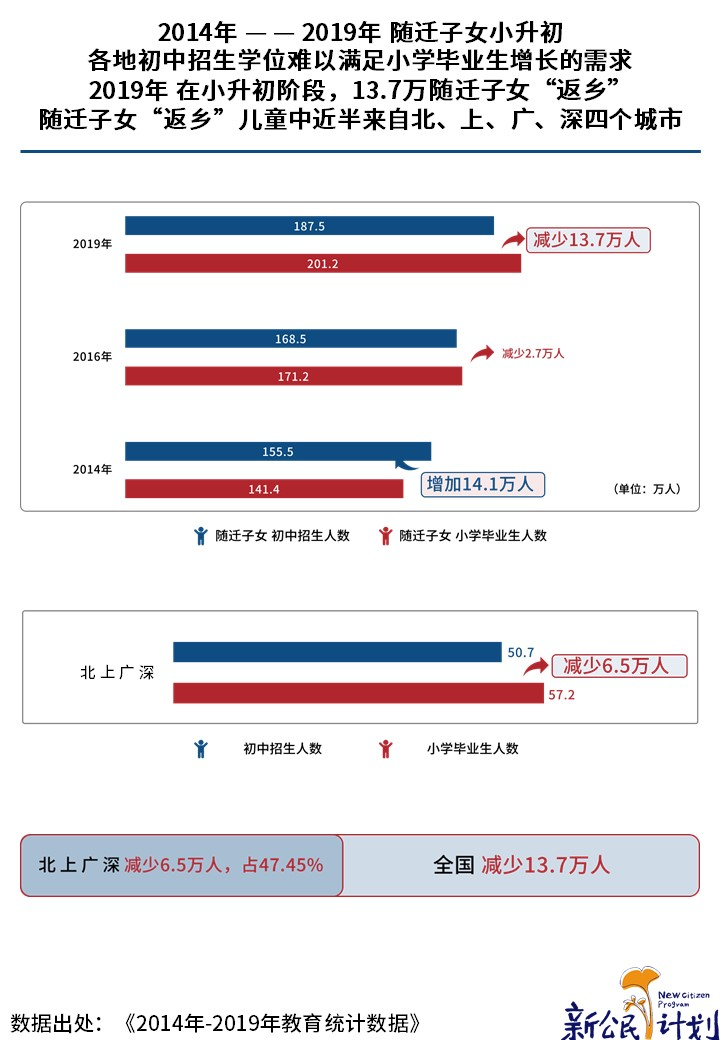 2014年 — — 2019年 随迁子女小升初
各地初中招生学位难以满足小学毕业生增长的需求
2019年 在小升初阶段，13.7万随迁子女“返乡”
随迁子女“返乡”儿童中近半来自北、上、广、深四个城市
187.5
2019年
减少13.7万人
201.2
168.5
2016年
减少2.7万人
171.2
155.5
2014年
增加14.1万人
141.4
（单位：万人）
随迁子女 初中招生人数
随迁子女 小学毕业生人数
50.7
北上广深
减少6.5万人
57.2
初中招生人数
小学毕业生人数
北上广深 减少6.5万人，占47.45%
全国 减少13.7万人
New Citizen
Program
新公民计划
数据出处：《2014年-2019年教育统计数据》